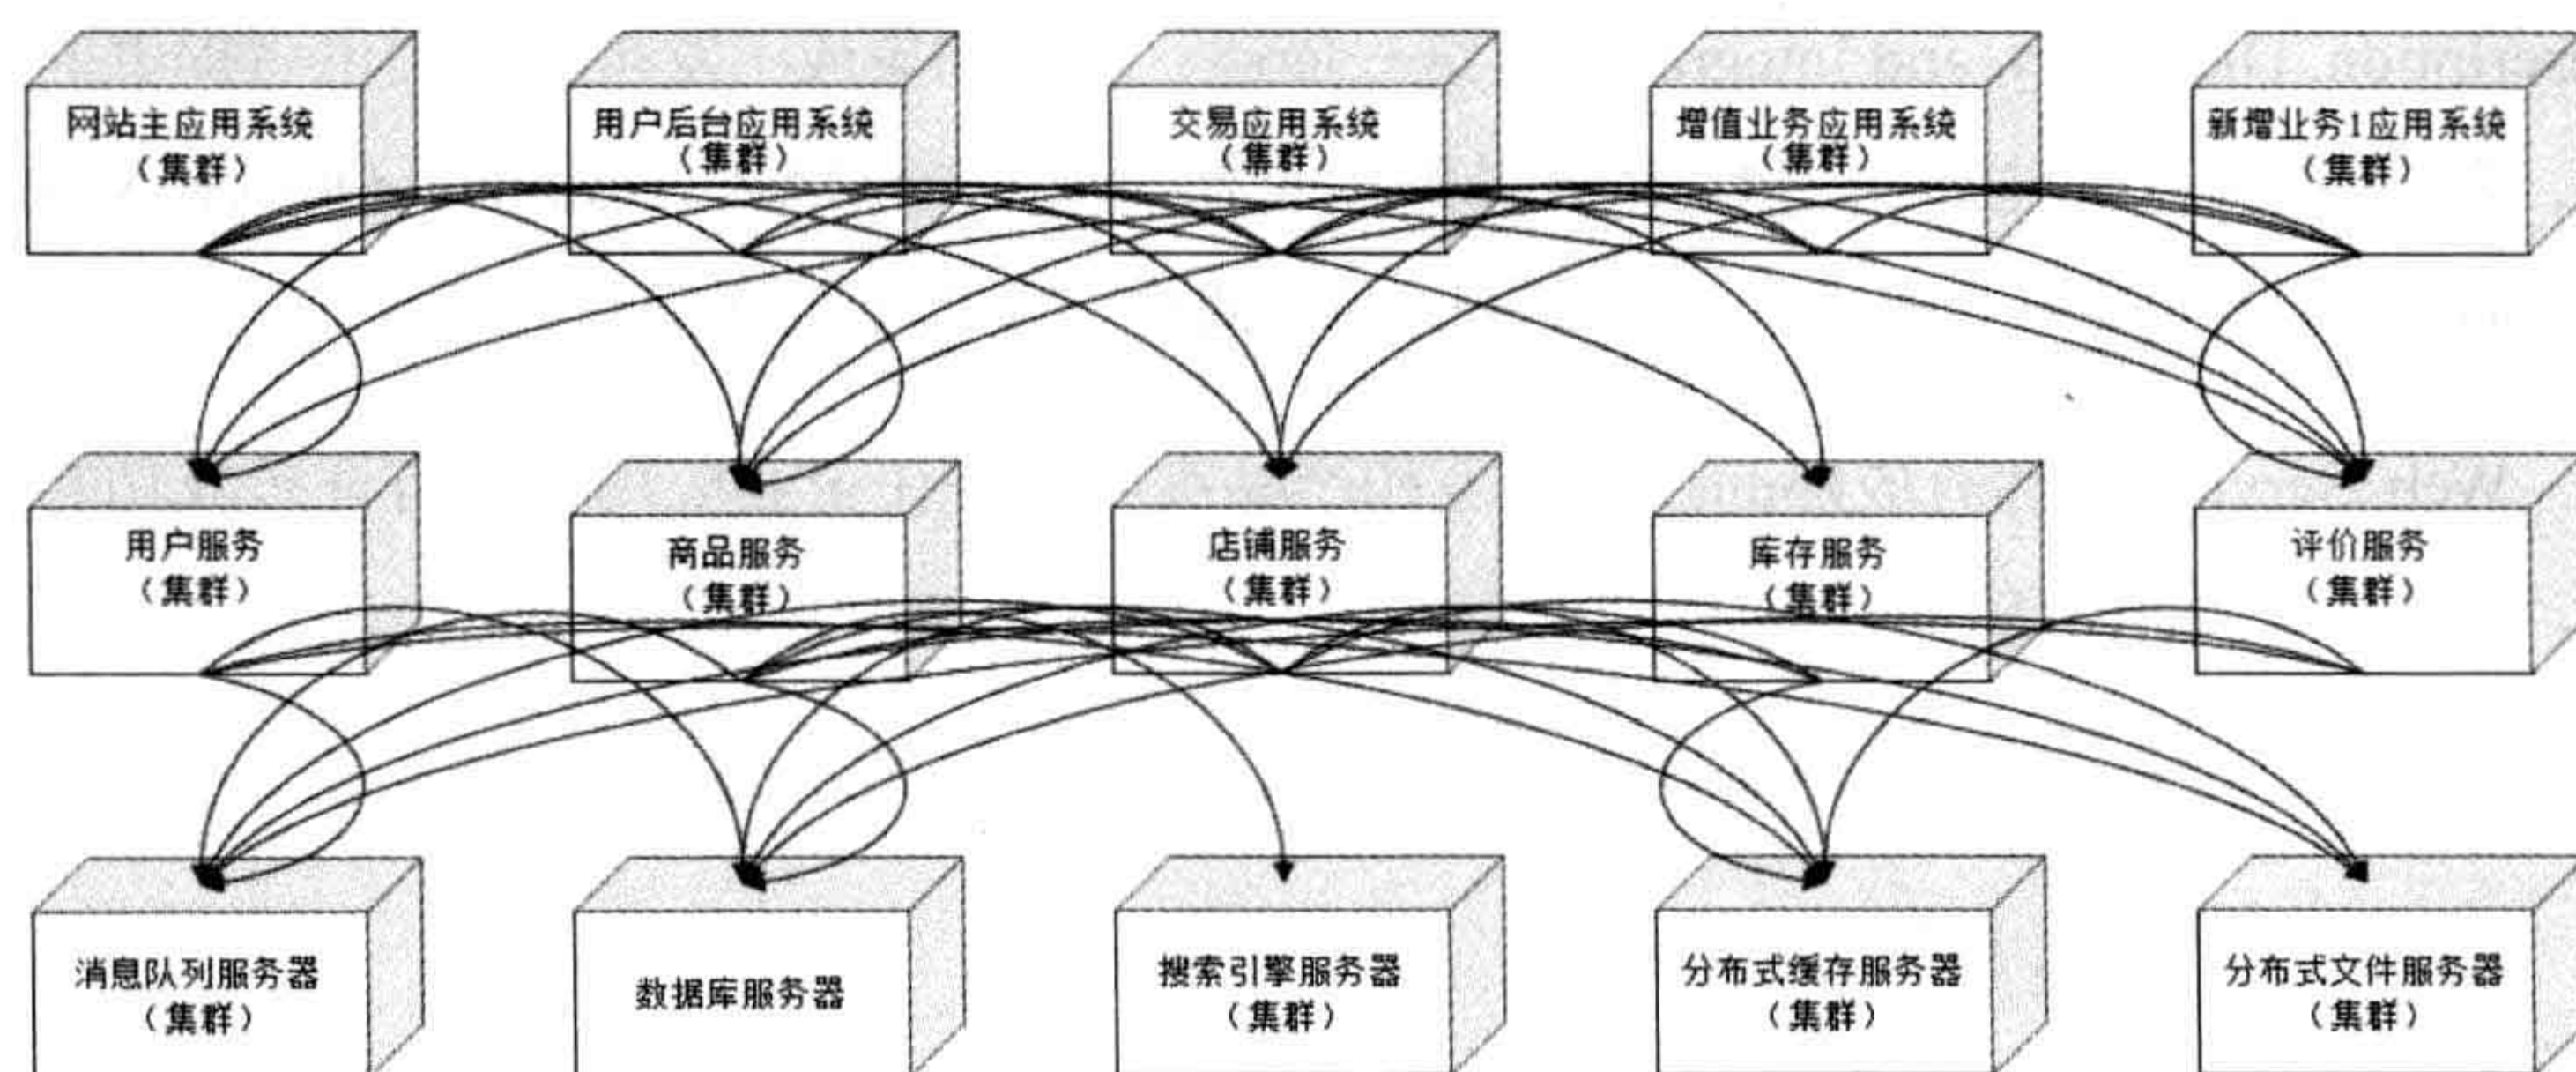 网站主应用系统
（集群）
用户后台应用系统
（集群）
交易应用系统
（集群）
增值业务应用系统
（集群）
新增业务1应用系统
（集群）
用户服务
（集群）
商品服务
（集群）
店铺服务
（集群）
库存服务
（集群）
评价服务
（集群）
消息队列服务器
（集群）
数据库服务器
搜索引擎服务器
（集群）
分布式缓存服务器
（集群）
分布式文件服务器
（集群）